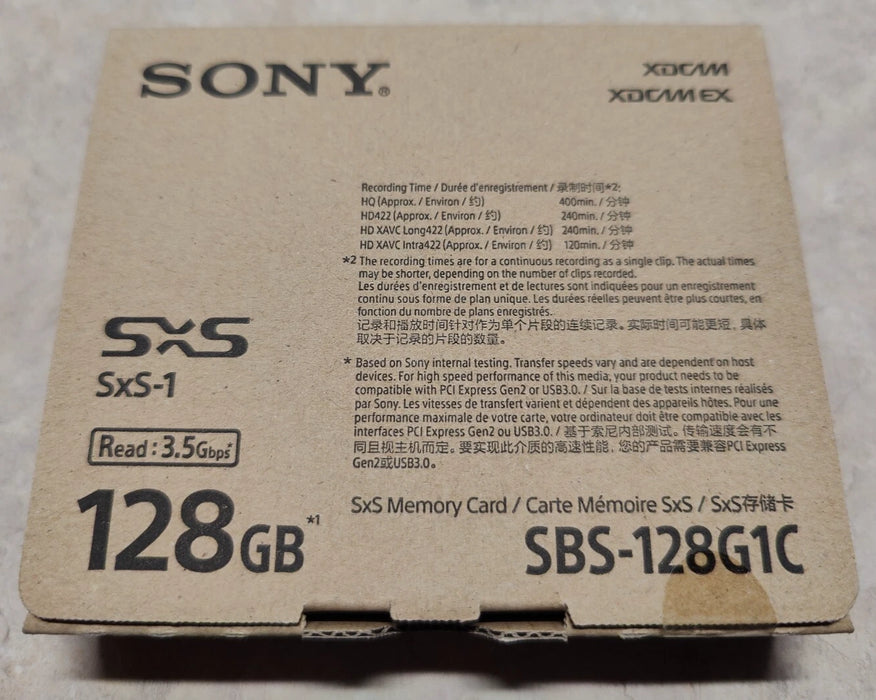 SONY®
XDCAM
XDCAM EX
Recording Time / Durée d'enregistrement / 录制时间*2:
HQ (Approx. / Environ / 约) 400min. / 分钟
HD422 (Approx. / Environ / 约) 240min. / 分钟
HD XAVC Long422 (Approx. / Environ / 约) 240min. / 分钟
HD XAVC Intra422 (Approx. / Environ / 约) 120min. / 分钟
*2 The recording times are for a continuous recording as a single clip. The actual times
may be shorter, depending on the number of clips recorded.
Les durées d'enregistrement et de lectures sont indiquées pour un enregistrement
continu sous forme de plan unique. Les durées réelles peuvent être plus courtes, en
fonction du nombre de plans enregistrés.
记录和播放时间针对作为单个片段的连续记录。实际时间可能更短，具体
取决于记录的片段的数量。
* Based on Sony internal testing. Transfer speeds vary and are dependent on host
devices. For high speed performance of this media, your product needs to be
compatible with PCI Express Gen2 or USB3.0. / Sur la base de tests internes réalisés
par Sony. Les vitesses de transfert varient et dépendent des appareils hôtes. Pour une
performance maximale de votre carte, votre ordinateur doit être compatible avec les
interfaces PCI Express Gen2 ou USB3.0. / 基于索尼内部测试。传输速度会有不
同且视主机而定。要实现此介质的高速性能，您的产品需要兼容PCI Express
Gen2或USB3.0。
SxS
SxS-1
Read : 3.5Gbps*
128GB*1
SxS Memory Card / Carte Mémoire SxS / SxS存储卡
SBS-128G1C